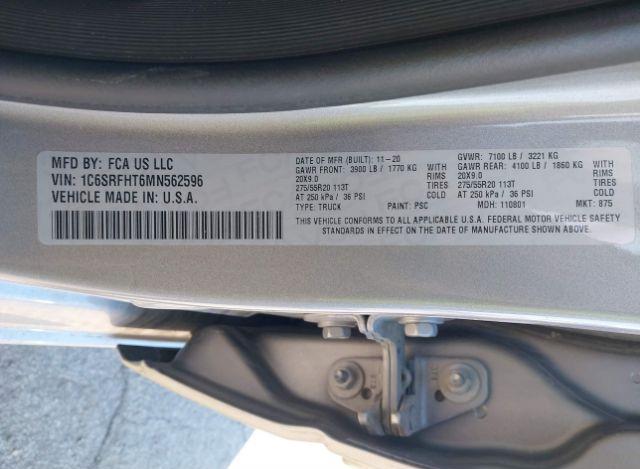 MFD BY: FCA US LLC
VIN: 1C6SRFHT6MN562596
VEHICLE MADE IN: U.S.A.
DATE OF MFR (BUILT): 11-20
GAWR FRONT: 3900 LB / 1770 KG WITH
20X9.0 RIMS
275/55R20 113T TIRES
AT 250 kPa / 36 PSI COLD
TYPE: TRUCK PAINT: PSC
GVWR: 7100 LB / 3221 KG
GAWR REAR: 4100 LB / 1860 KG WITH
20X9.0 RIMS
275/55R20 113T TIRES
AT 250 kPa / 36 PSI COLD
MDH: 110801 MKT: 875
THIS VEHICLE CONFORMS TO ALL APPLICABLE U.S.A. FEDERAL MOTOR VEHICLE SAFETY
STANDARDS IN EFFECT ON THE DATE OF MANUFACTURE SHOWN ABOVE.